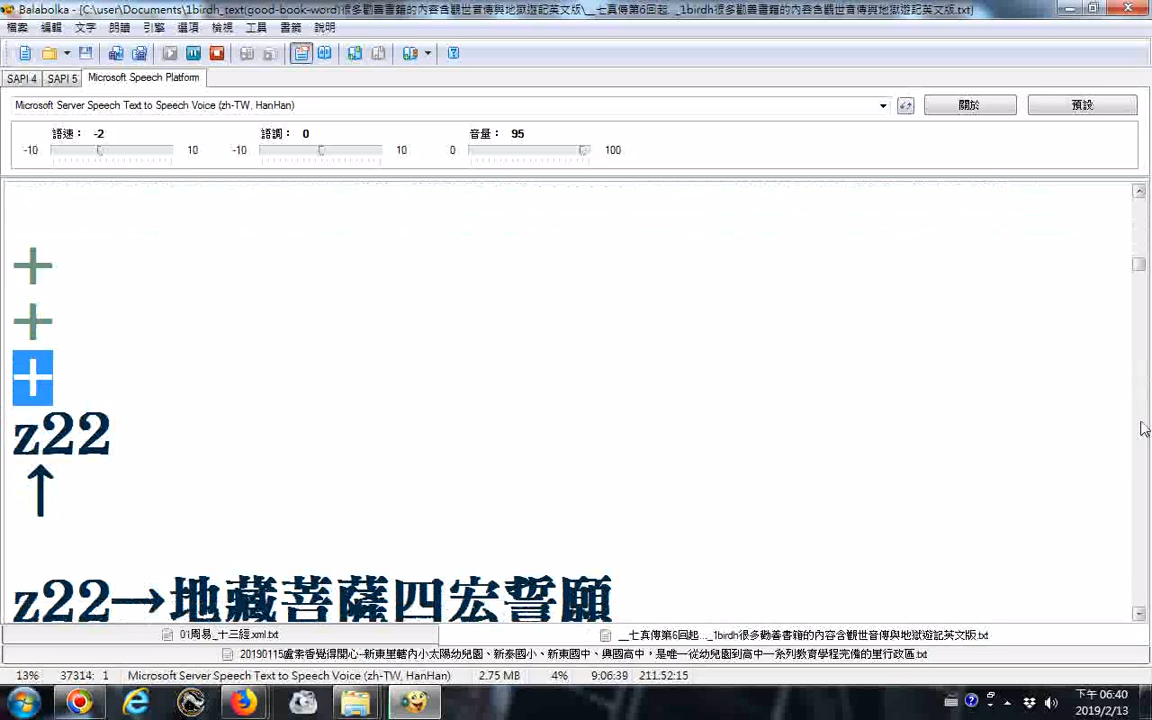 Balabolka - [C:\user\Documents\1birdh_text(good-book-word)很多勸善書籍的內容含觀世音傳與地獄遊記英文版\__七真傳第6回起..._1birdh很多勸善書籍的內容含觀世音傳與地獄遊記英文版.txt]
檔案 編輯 文字 朗讀 引擎 選項 檢視 工具 書籤 說明
SAPI 4 SAPI 5 Microsoft Speech Platform
Microsoft Server Speech Text to Speech Voice (zh-TW, HanHan) 關於 預設
語速： -2 語調： 0 音量： 95
-10 10 -10 10 0 100
+
+
+
z22
↑
z22→地藏菩薩四宏誓願
01周易_十三經.xml.txt __七真傳第6回起..._1birdh很多勸善書籍的內容含觀世音傳與地獄遊記英文版.txt
20190115盧素香覺得開心--新東里轄內小太陽幼兒園、新泰國小、新東國中、興國高中，是唯一從幼兒園到高中一系列教育學程完備的里行政區.txt
13% 37314: 1 Microsoft Server Speech Text to Speech Voice (zh-TW, HanHan) 2.75 MB 4% 9:06:39 211.52:15
下午 06:40
2019/2/13